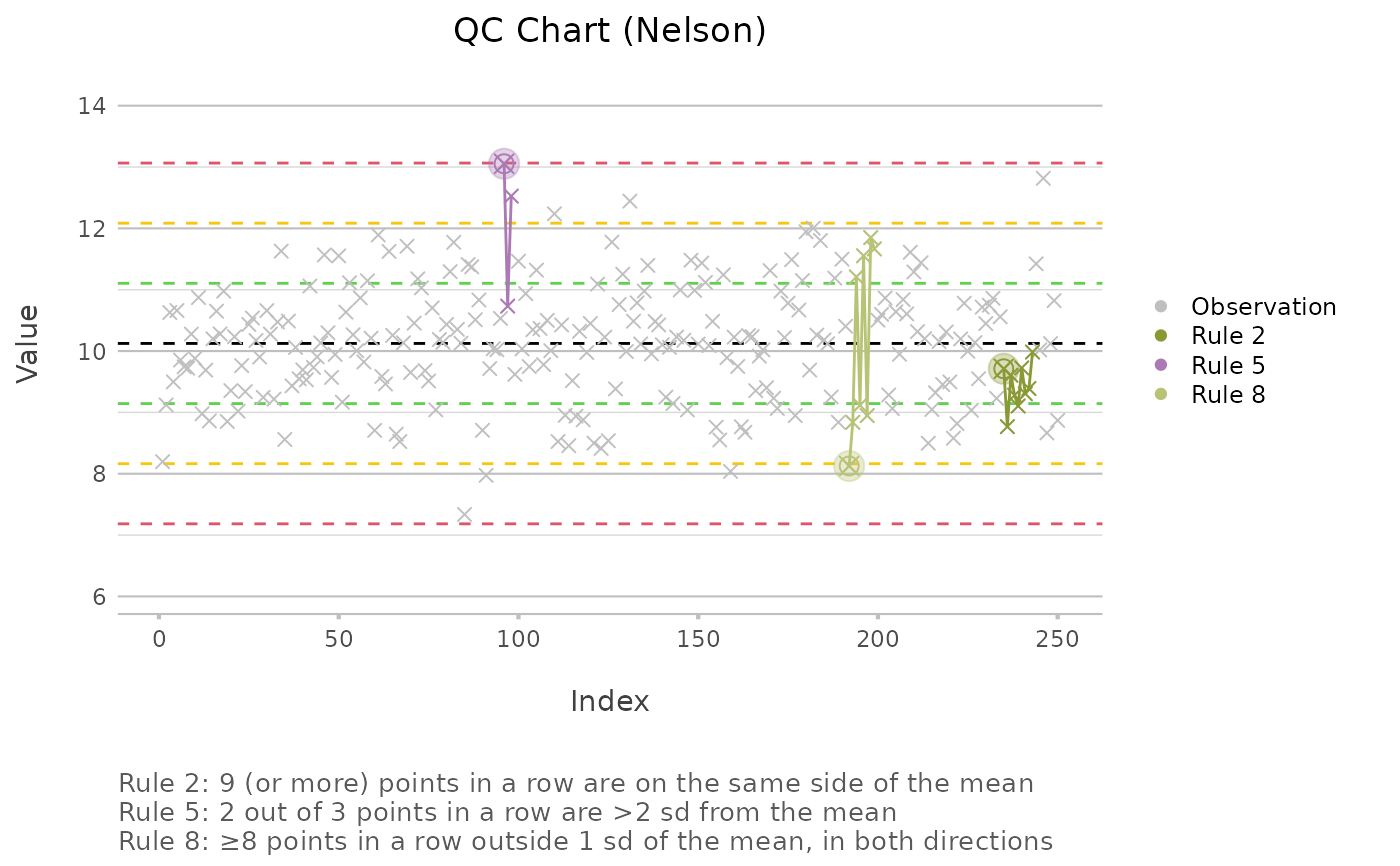 QC Chart (Nelson)
14
12
10
8
6
Value
0 50 100 150 200 250
Index
Observation
Rule 2
Rule 5
Rule 8
Rule 2: 9 (or more) points in a row are on the same side of the mean
Rule 5: 2 out of 3 points in a row are >2 sd from the mean
Rule 8: ≥8 points in a row outside 1 sd of the mean, in both directions